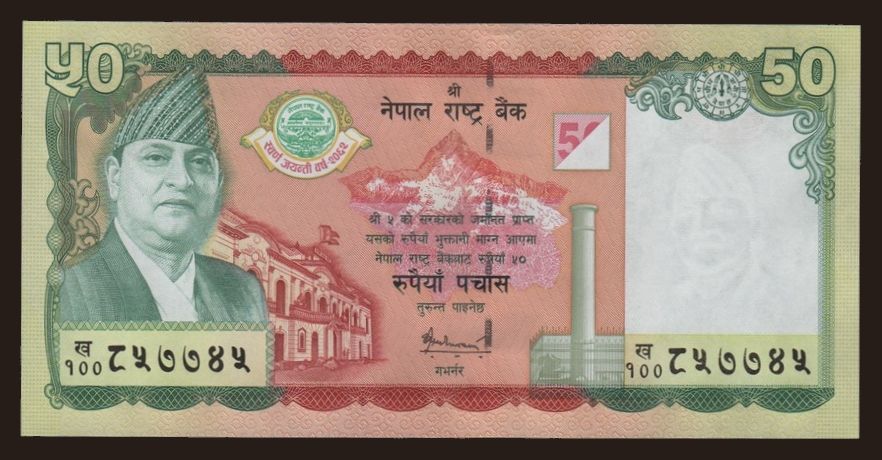 ५० 50
श्री
नेपाल राष्ट्र बैंक
स्वर्ण जयन्ती वर्ष २०६२
50
श्री ५ को सरकारको जमानत प्राप्त
यसको रुपैयाँ भुक्तानी माग्न आएमा
नेपाल राष्ट्र बैंकबाट रुपैयाँ ५०
रुपैयाँ पचास
तुरुन्त पाइनेछ
गभर्नर
ख १०० ८५७७४५
ख १०० ८५७७४५